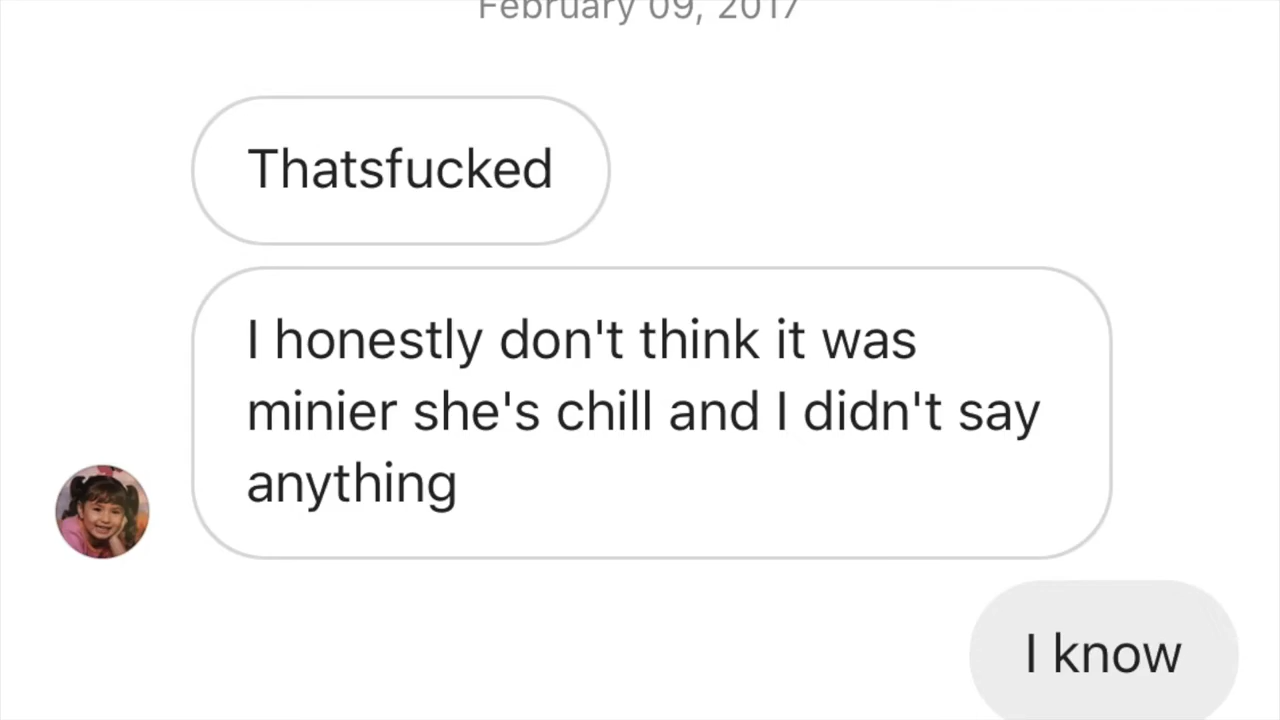 February 09, 2017
Thatsfucked
I honestly don't think it was
minier she's chill and I didn't say
anything
I know